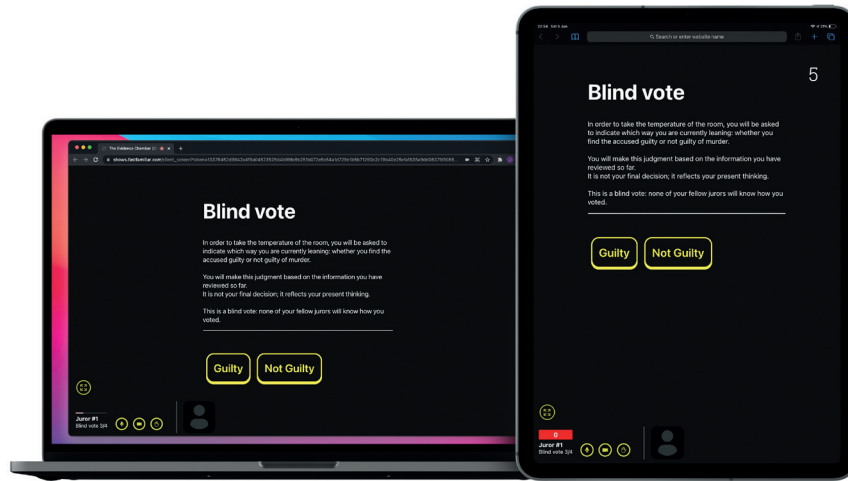 The Evidence Chamber
Blind vote
In order to take the temperature of the room, you will be asked to
indicate which way you are currently leaning: whether you find the
accused guilty or not guilty of murder.
You will make this judgment based on the information you have
reviewed so far.
It is not your final decision; it reflects your present thinking.
This is a blind vote: none of your fellow jurors will know how you
voted.
Guilty Not Guilty
Juror #1
Blind vote 3/4
Search or enter website name
5
Blind vote
In order to take the temperature of the room, you will be asked
to indicate which way you are currently leaning: whether you
find the accused guilty or not guilty of murder.
You will make this judgment based on the information you have
reviewed so far.
It is not your final decision; it reflects your present thinking.
This is a blind vote: none of your fellow jurors will know how you
voted.
Guilty Not Guilty
0
Juror #1
Blind vote 3/4